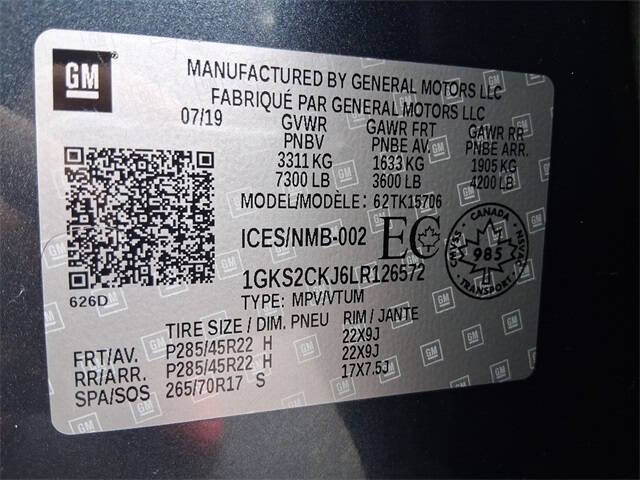 GM
MANUFACTURED BY GENERAL MOTORS LLC
FABRIQUÉ PAR GENERAL MOTORS LLC
07/19 GVWR GAWR FRT GAWR RR
PNBV PNBE AV. PNBE ARR.
3311 KG 1633 KG 1905 KG
7300 LB 3600 LB 4200 LB
MODEL/MODÈLE: 62TK15706
ICES/NMB-002 EC
CANADA
985
TRANSPORT
1GKS2CKJ6LR126572
626D
TYPE: MPV/VTUM
TIRE SIZE / DIM. PNEU RIM / JANTE
FRT/AV. P285/45R22 H 22X9J
RR/ARR. P285/45R22 H 22X9J
SPA/SOS 265/70R17 S 17X7.5J